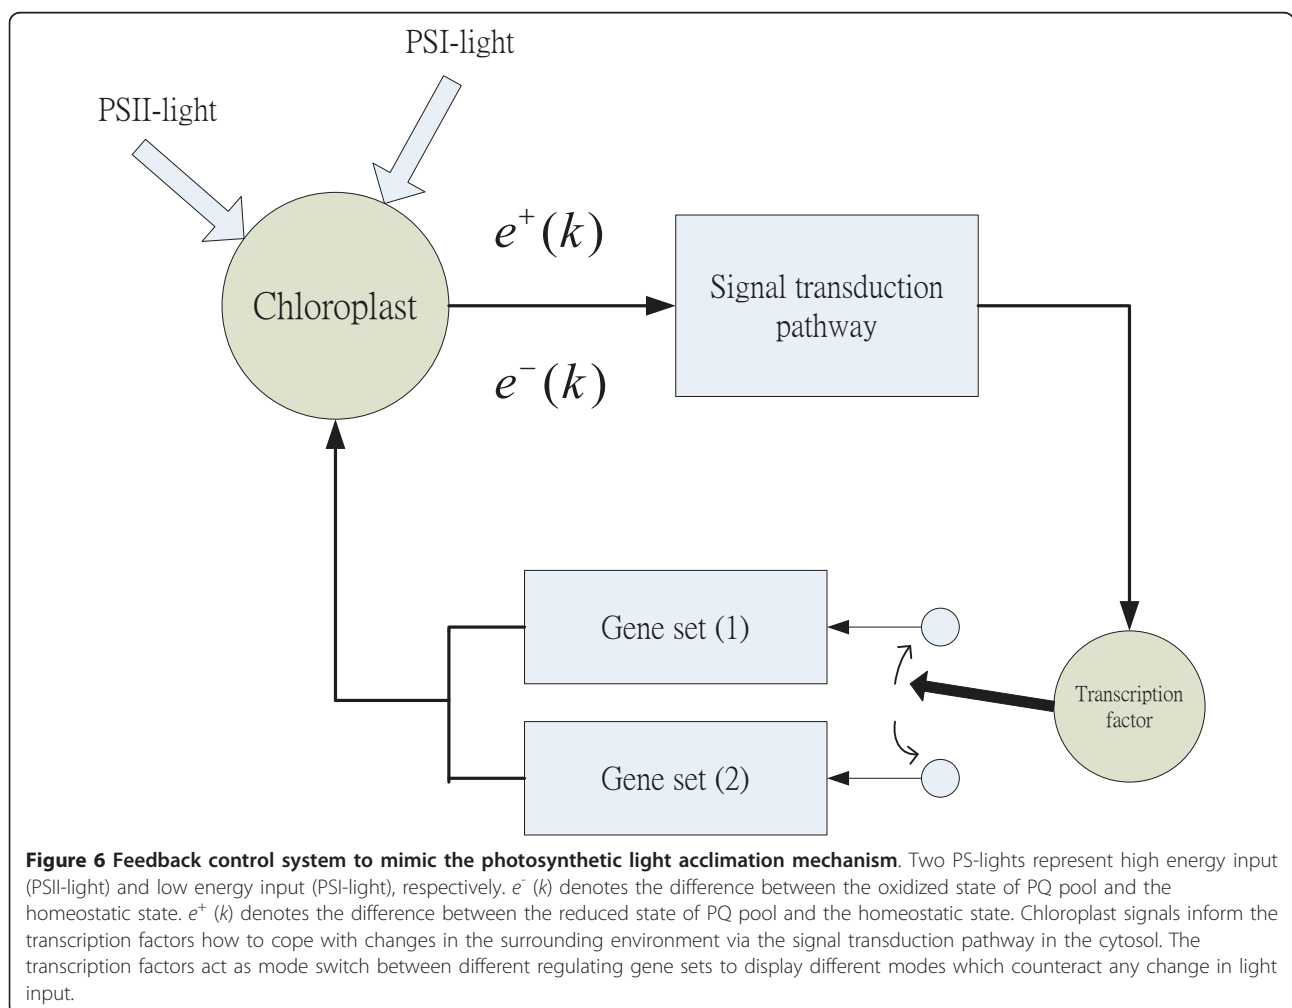 PSI-light
PSII-light
e⁺(k)
Chloroplast
Signal transduction
pathway
e⁻(k)
Gene set (1)
Transcription
factor
Gene set (2)
Figure 6 Feedback control system to mimic the photosynthetic light acclimation mechanism. Two PS-lights represent high energy input
(PSII-light) and low energy input (PSI-light), respectively. e⁻ (k) denotes the difference between the oxidized state of PQ pool and the
homeostatic state. e⁺ (k) denotes the difference between the reduced state of PQ pool and the homeostatic state. Chloroplast signals inform the
transcription factors how to cope with changes in the surrounding environment via the signal transduction pathway in the cytosol. The
transcription factors act as mode switch between different regulating gene sets to display different modes which counteract any change in light
input.